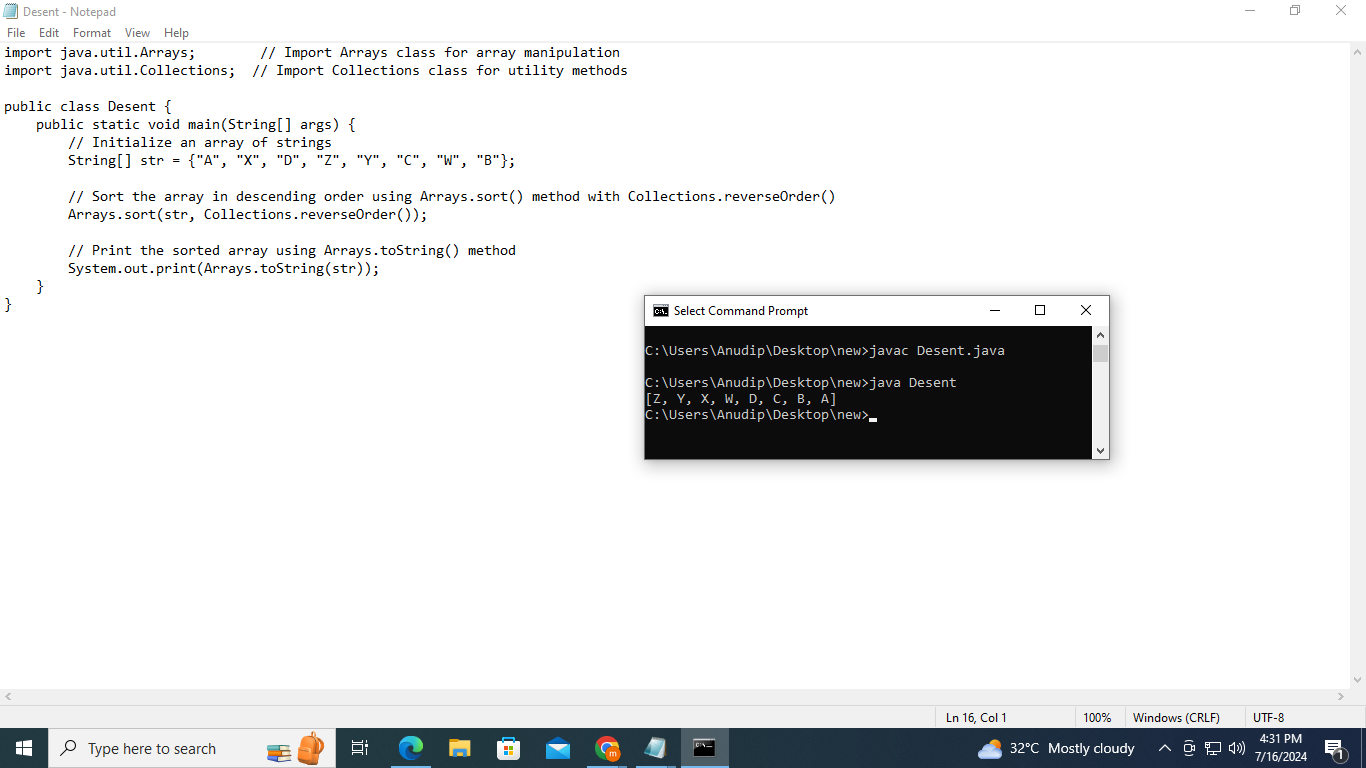 Desent - Notepad
File Edit Format View Help
import java.util.Arrays;        // Import Arrays class for array manipulation
import java.util.Collections;  // Import Collections class for utility methods
public class Desent {
    public static void main(String[] args) {
        // Initialize an array of strings
        String[] str = {"A", "X", "D", "Z", "Y", "C", "W", "B"};
        // Sort the array in descending order using Arrays.sort() method with Collections.reverseOrder()
        Arrays.sort(str, Collections.reverseOrder());
        // Print the sorted array using Arrays.toString() method
        System.out.print(Arrays.toString(str));
    }
}
Select Command Prompt
C:\Users\Anudip\Desktop\new>javac Desent.java
C:\Users\Anudip\Desktop\new>java Desent
[Z, Y, X, W, D, C, B, A]
C:\Users\Anudip\Desktop\new>
Ln 16, Col 1 100% Windows (CRLF) UTF-8
Type here to search
32°C Mostly cloudy
4:31 PM
7/16/2024
1